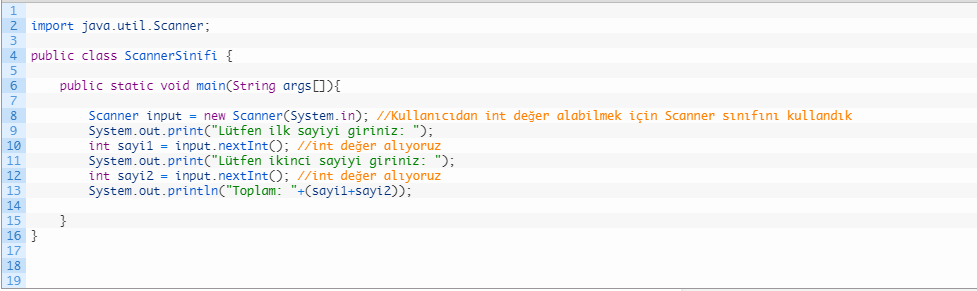 1
2 import java.util.Scanner;
3
4 public class ScannerSinifi {
5
6 public static void main(String args[]){
7
8 Scanner input = new Scanner(System.in); //Kullanıcıdan int değer alabilmek için Scanner sınıfını kullandık
9 System.out.print("Lütfen ilk sayiyi giriniz: ");
10 int sayi1 = input.nextInt(); //int değer alıyoruz
11 System.out.print("Lütfen ikinci sayiyi giriniz: ");
12 int sayi2 = input.nextInt(); //int değer alıyoruz
13 System.out.println("Toplam: "+(sayi1+sayi2));
14
15 }
16 }
17
18
19